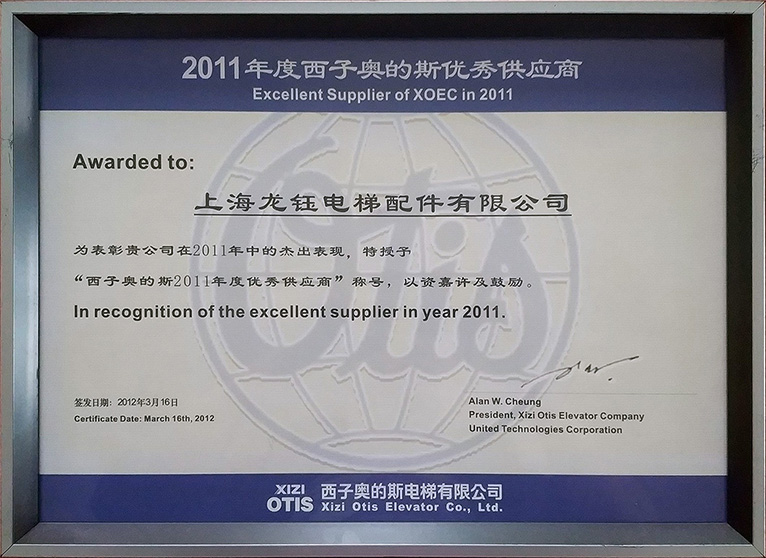 2011年度西子奥的斯优秀供应商
Excellent Supplier of XOEC in 2011
Awarded to:
上海龙钰电梯配件有限公司
为表彰贵公司在2011年中的杰出表现，特授予
“西子奥的斯2011年度优秀供应商”称号，以资嘉许及鼓励。
In recognition of the excellent supplier in year 2011.
Otis
签发日期：2012年3月16日
Certificate Date: March 16th, 2012
Alan W. Cheung
President, Xizi Otis Elevator Company
United Technologies Corporation
XIZI
OTIS
西子奥的斯电梯有限公司
Xizi Otis Elevator Co., Ltd.